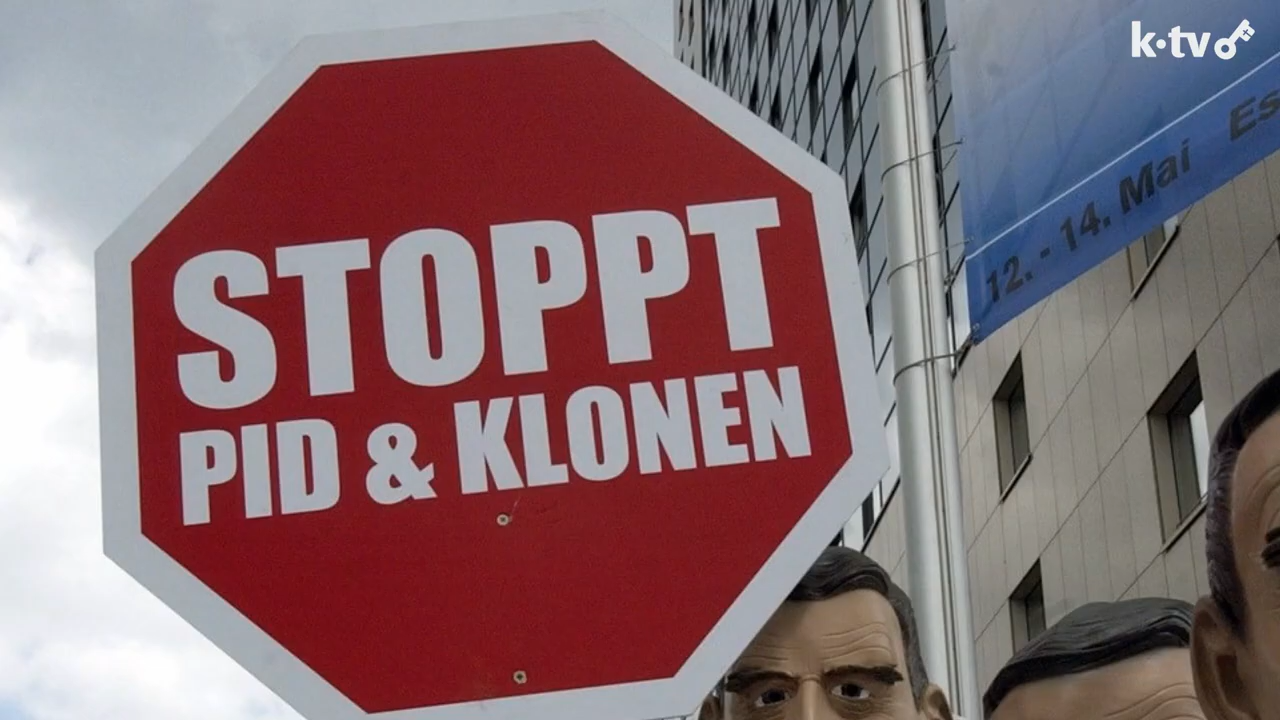 k-tv
STOPPT
PID & KLONEN
12. - 14. Mai Es